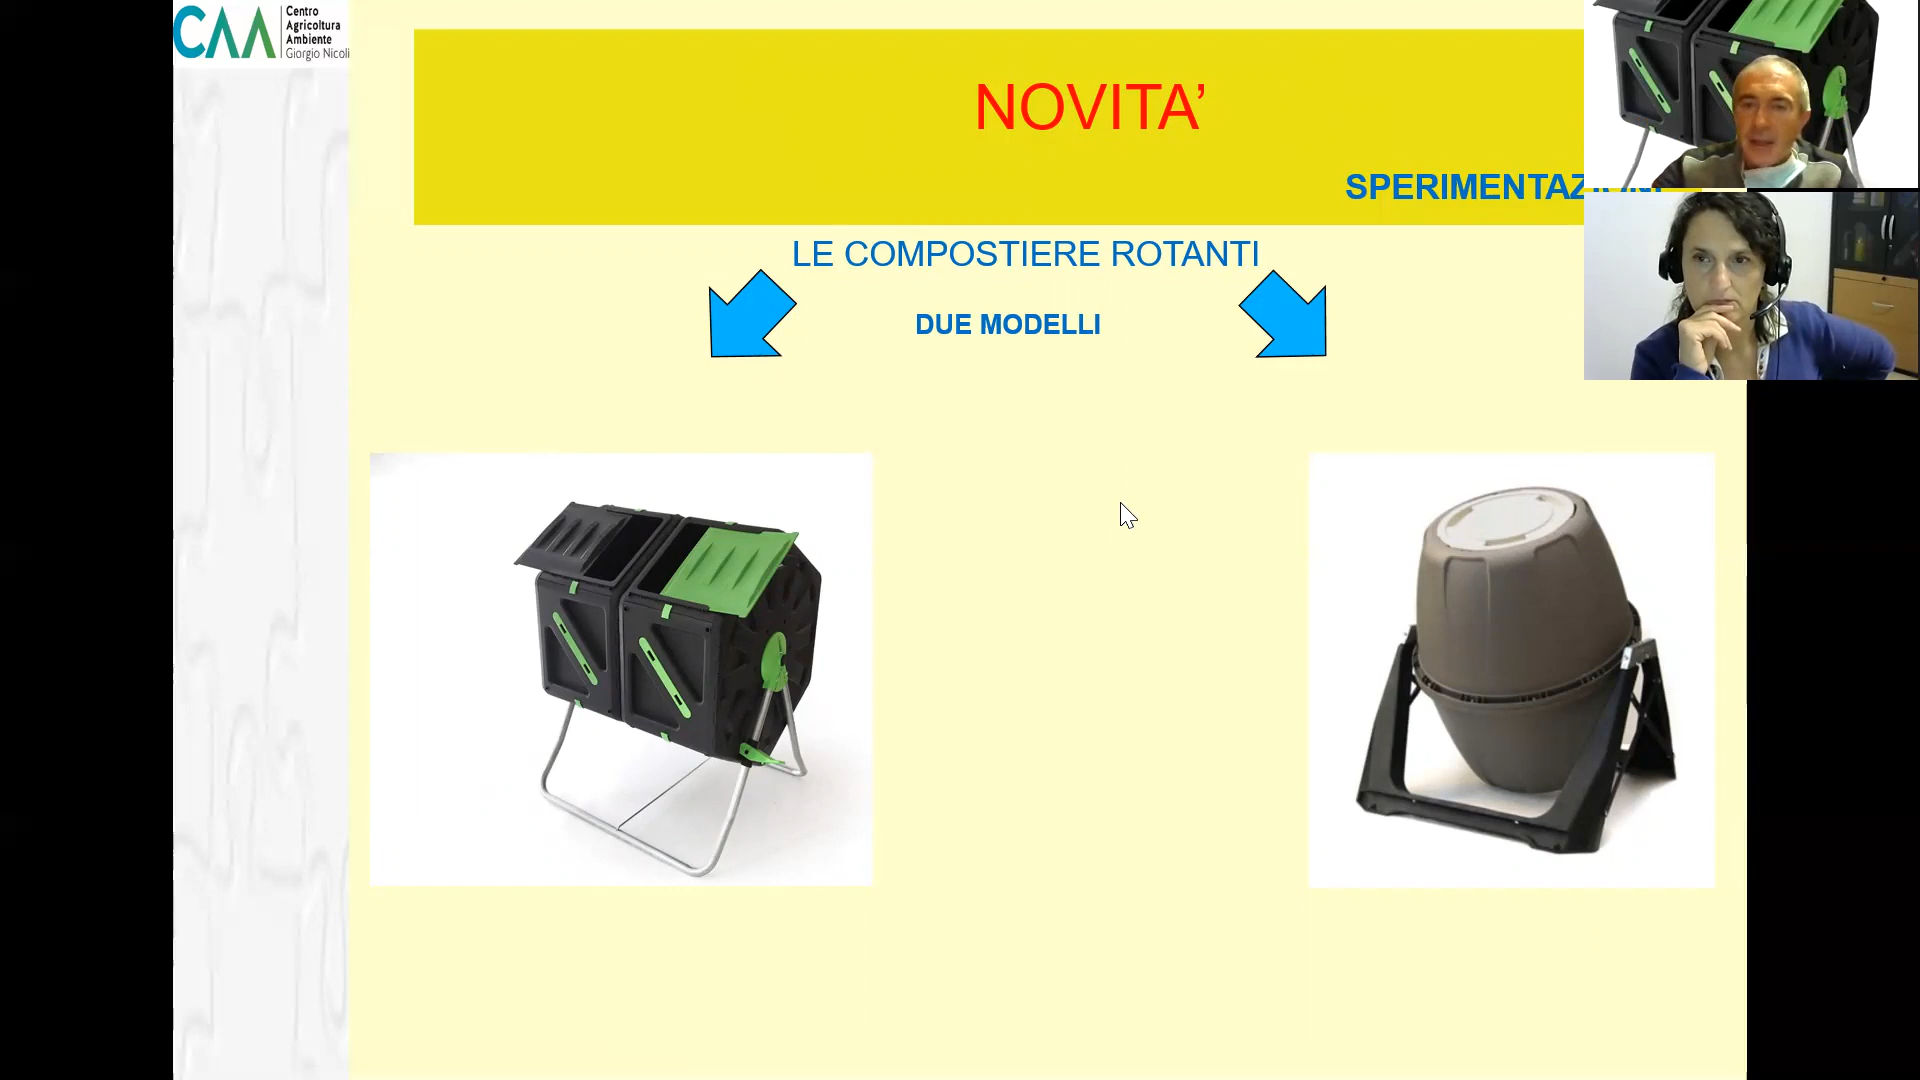 Centro
Agricoltura
Ambiente
Giorgio Nicoli
CAA
NOVITA’
LE COMPOSTIERE ROTANTI
DUE MODELLI